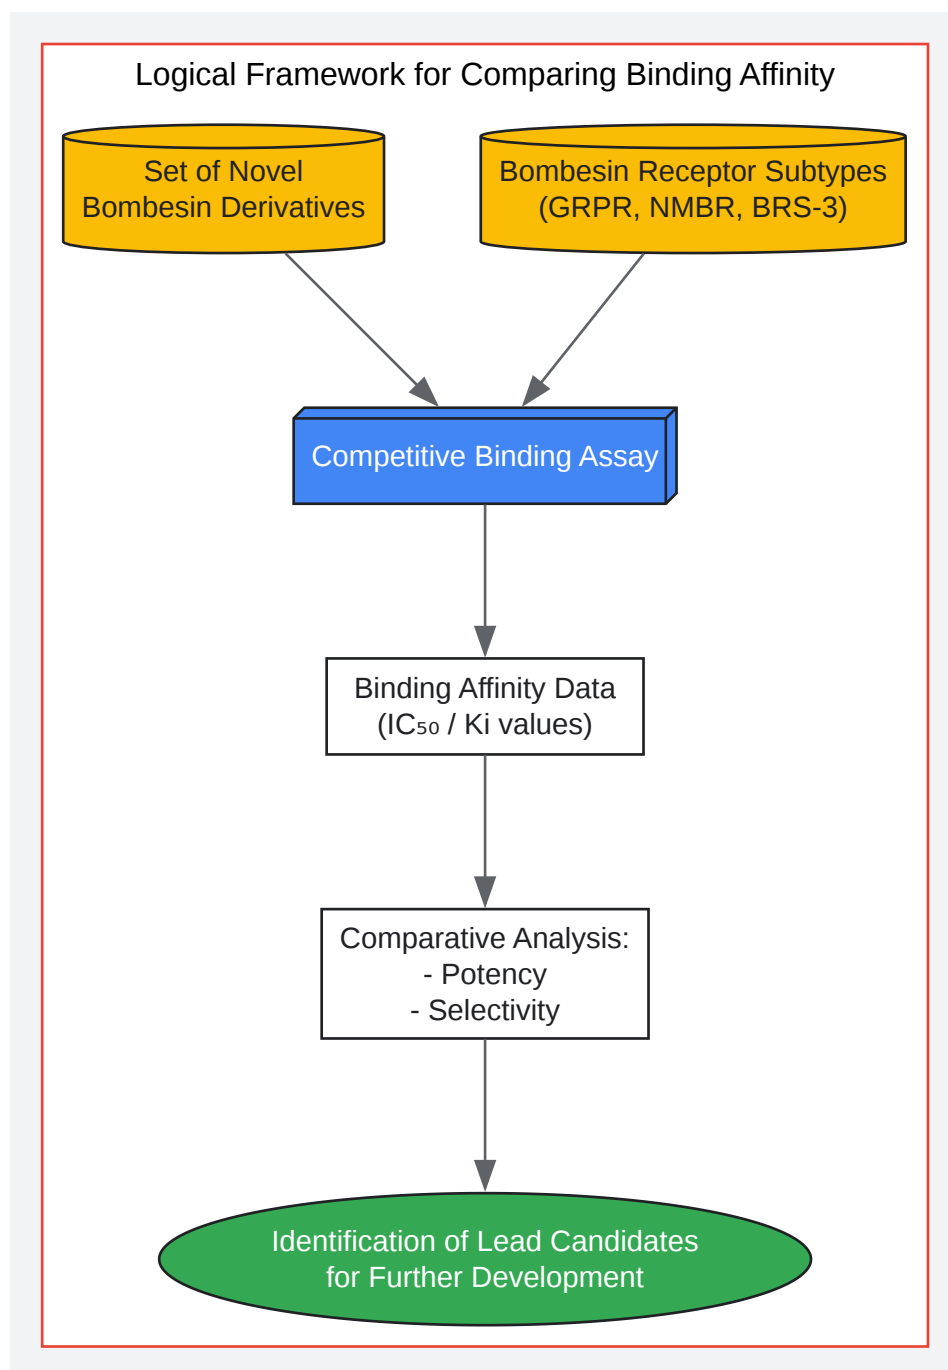 Logical Framework for Comparing Binding Affinity
Set of Novel
Bombesin Derivatives
Bombesin Receptor Subtypes
(GRPR, NMBR, BRS-3)
Competitive Binding Assay
Binding Affinity Data
(IC₅₀ / Ki values)
Comparative Analysis:
- Potency
- Selectivity
Identification of Lead Candidates
for Further Development